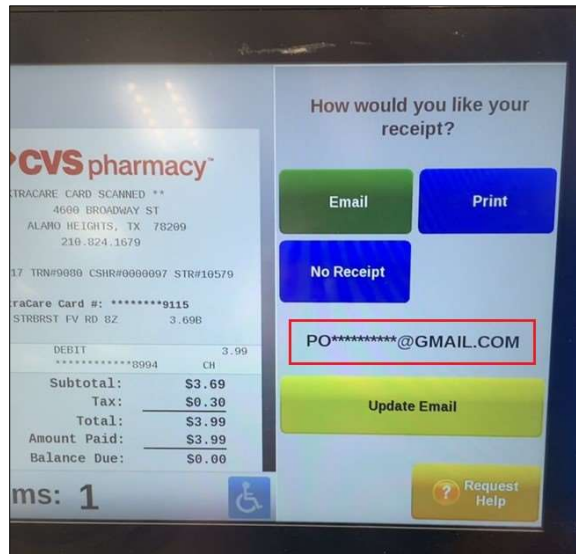 CVS pharmacy
TRACARE CARD SCANNED **
4600 BROADWAY ST
ALAMO HEIGHTS, TX 78209
210.824.1679
17 TRN#9080 CSHR#0000097 STR#10579
raCare Card #: ********9115
STRBRST FV RD 8Z 3.69B
DEBIT 3.99
************8994 CH
Subtotal: $3.69
Tax: $0.30
Total: $3.99
Amount Paid: $3.99
Balance Due: $0.00
ms: 1
How would you like your
receipt?
Email
Print
No Receipt
PO**********@GMAIL.COM
Update Email
? Request
Help